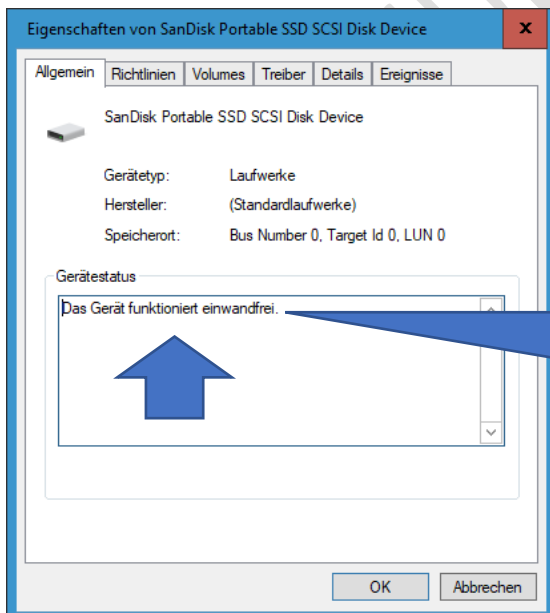 Eigenschaften von SanDisk Portable SSD SCSI Disk Device
x
Allgemein Richtlinien Volumes Treiber Details Ereignisse
SanDisk Portable SSD SCSI Disk Device
Gerätetyp: Laufwerke
Hersteller: (Standardlaufwerke)
Speicherort: Bus Number 0, Target Id 0, LUN 0
Gerätestatus
Das Gerät funktioniert einwandfrei.
OK Abbrechen